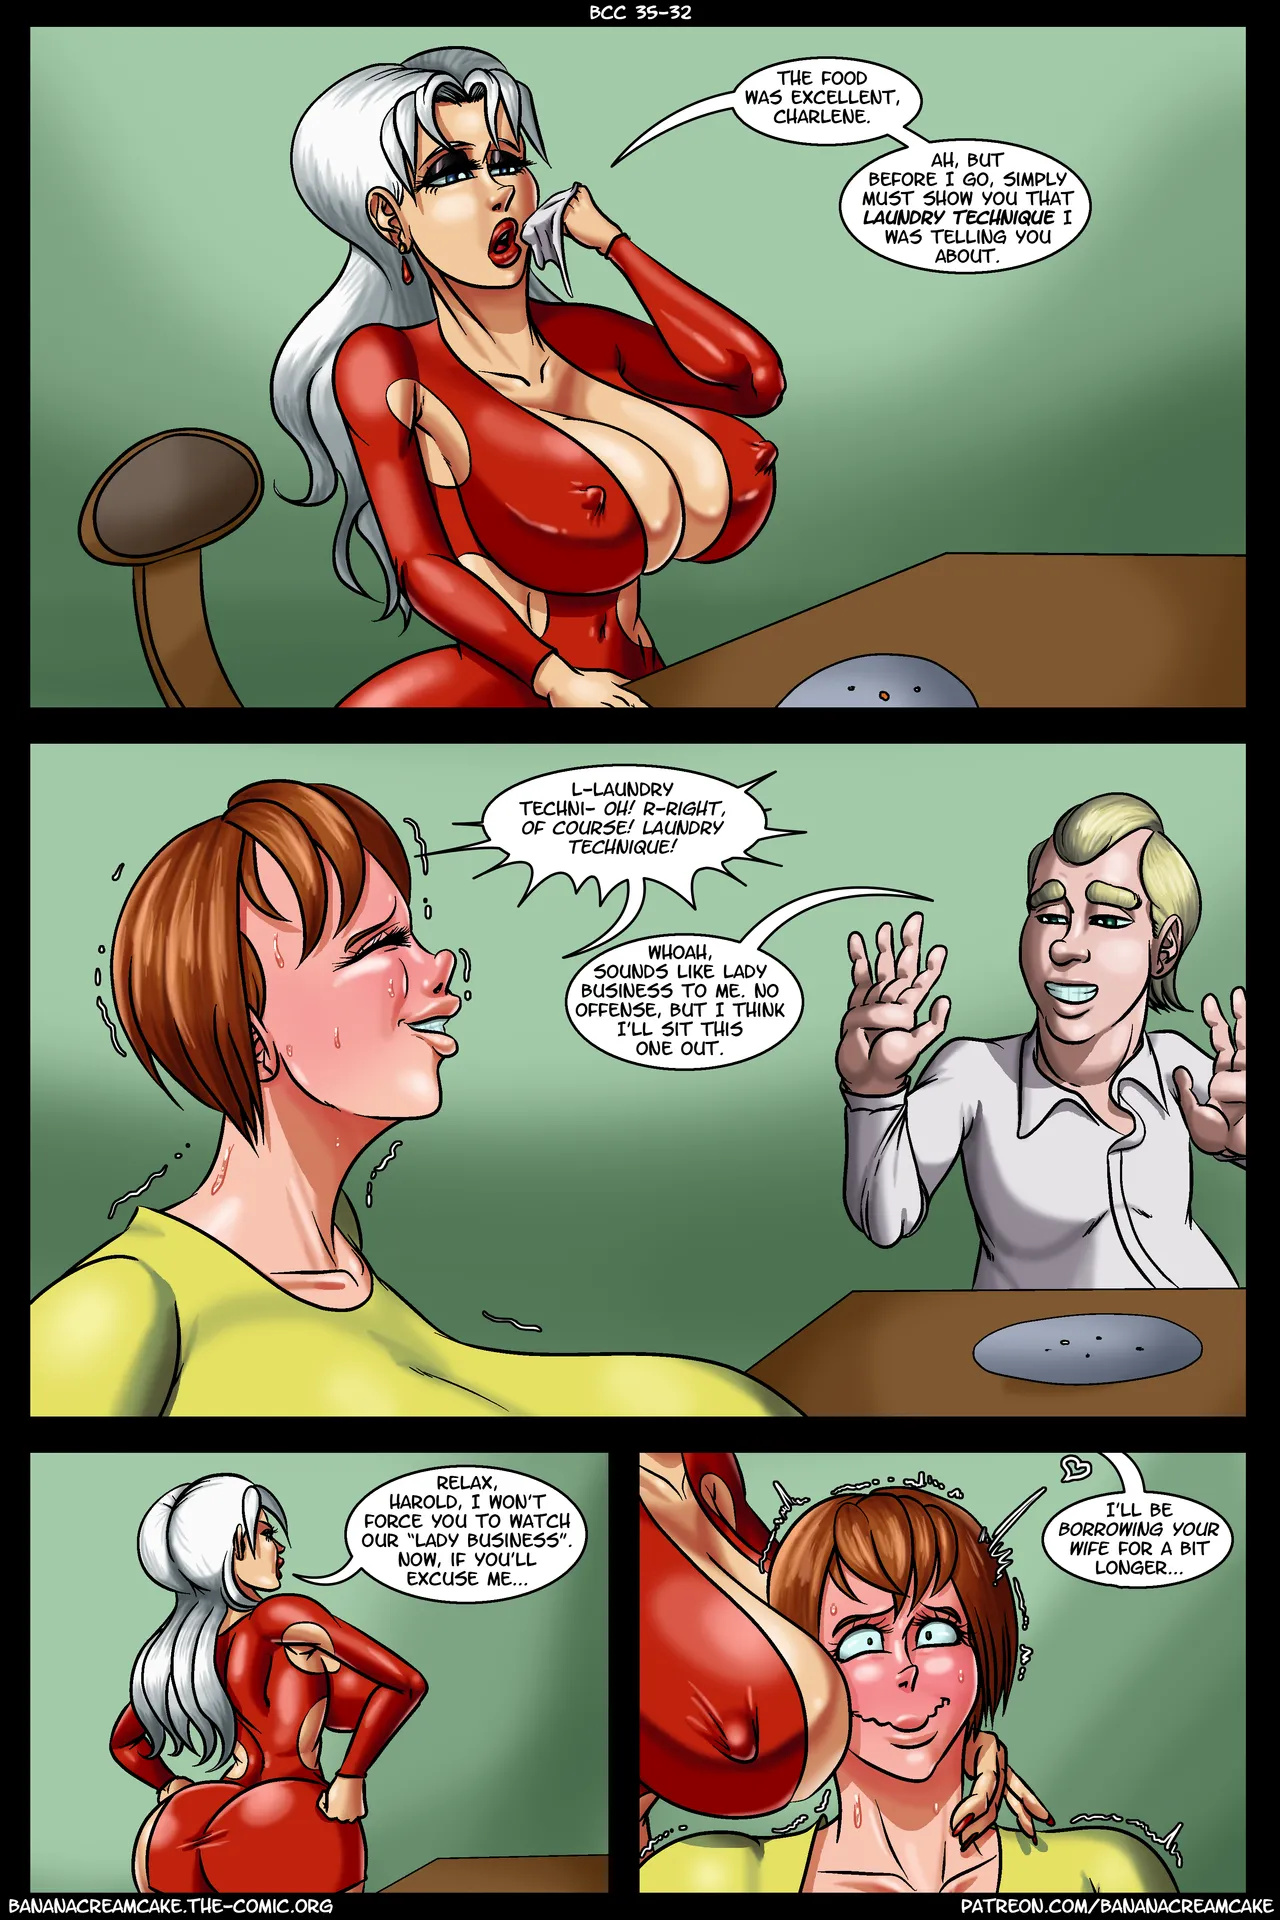 BCC 35-32
THE FOOD
WAS EXCELLENT,
CHARLENE.
AH, BUT
BEFORE I GO, SIMPLY
MUST SHOW YOU THAT
LAUNDRY TECHNIQUE I
WAS TELLING YOU
ABOUT.
L-LAUNDRY
TECHNI- OH! R-RIGHT,
OF COURSE! LAUNDRY
TECHNIQUE!
WHOAH,
SOUNDS LIKE LADY
BUSINESS TO ME. NO
OFFENSE, BUT I THINK
I'LL SIT THIS
ONE OUT.
RELAX,
HAROLD, I WON'T
FORCE YOU TO WATCH
OUR "LADY BUSINESS".
NOW, IF YOU'LL
EXCUSE ME...
I'LL BE
BORROWING YOUR
WIFE FOR A BIT
LONGER...
BANANACREAMCAKE.THE-COMIC.ORG
PATREON.COM/BANANACREAMCAKE